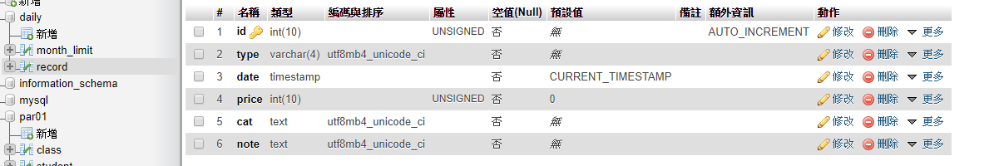 新增
daily
新增
month_limit
record
information_schema
mysql
par01
新增
class
student
# 名稱 類型 編碼與排序 屬性 空值(Null) 預設值 備註 額外資訊 動作
1 id int(10) UNSIGNED 否 無 AUTO_INCREMENT 修改 刪除 更多
2 type varchar(4) utf8mb4_unicode_ci 否 無 修改 刪除 更多
3 date timestamp 否 CURRENT_TIMESTAMP 修改 刪除 更多
4 price int(10) UNSIGNED 否 0 修改 刪除 更多
5 cat text utf8mb4_unicode_ci 否 無 修改 刪除 更多
6 note text utf8mb4_unicode_ci 否 無 修改 刪除 更多